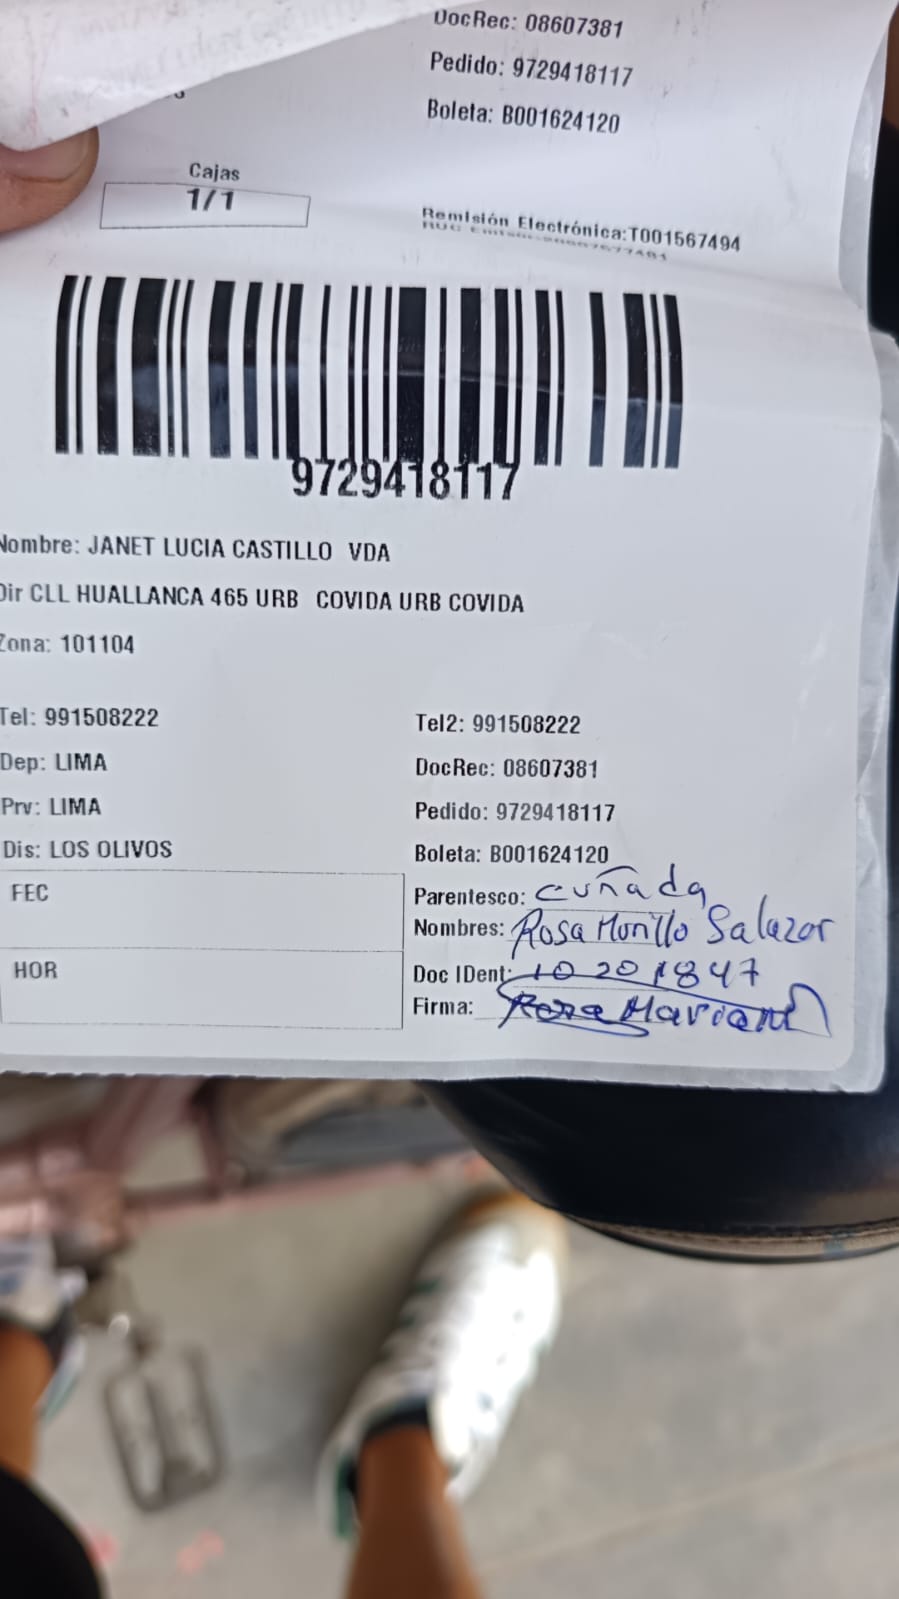 DocRec: 08607381
Pedido: 9729418117
Boleta: B001624120
Cajas
1/1
Remisión Electrónica:T001567494
9729418117
Nombre: JANET LUCIA CASTILLO VDA
Dir CLL HUALLANCA 465 URB COVIDA URB COVIDA
Zona: 101104
Tel: 991508222 Tel2: 991508222
Dep: LIMA DocRec: 08607381
Prv: LIMA Pedido: 9729418117
Dis: LOS OLIVOS Boleta: B001624120
FEC Parentesco: cuñada
Nombres: Rosa Murillo Salazar
HOR Doc IDent: 10201847
Firma: Rosa